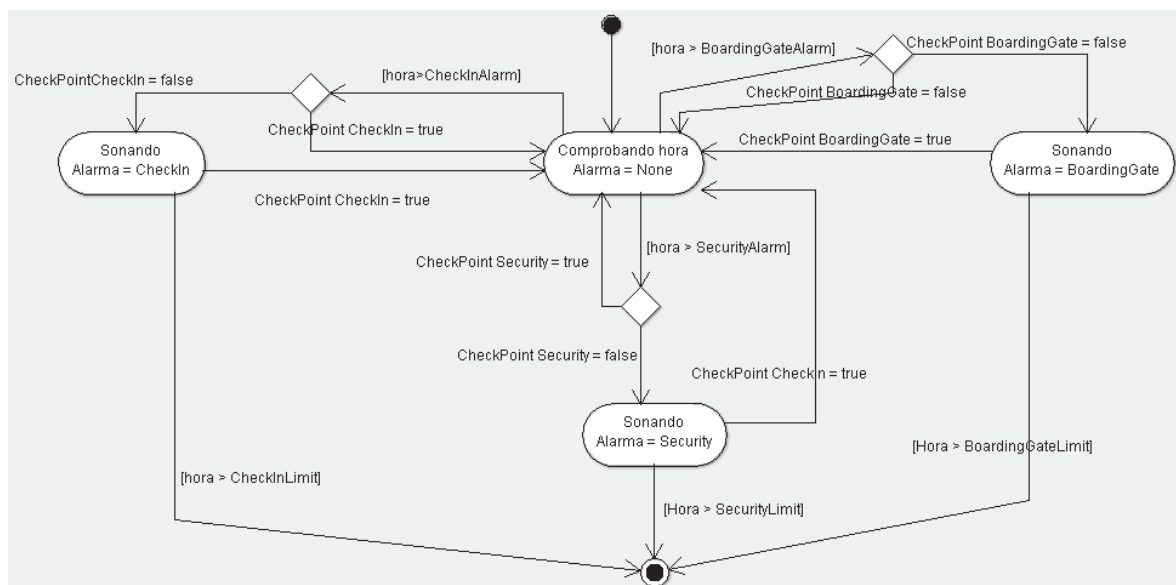 CheckPoint BoardingGate = false
[hora > BoardingGateAlarm]
CheckPointCheckIn = false
[hora>CheckInAlarm]
CheckPoint BoardingGate = false
CheckPoint CheckIn = true
CheckPoint BoardingGate = true
Sonando
Alarma = CheckIn
Comprobando hora
Alarma = None
Sonando
Alarma = BoardingGate
CheckPoint CheckIn = true
[hora > SecurityAlarm]
CheckPoint Security = true
CheckPoint Security = false
CheckPoint CheckIn = true
Sonando
Alarma = Security
[Hora > BoardingGateLimit]
[hora > CheckInLimit]
[Hora > SecurityLimit]